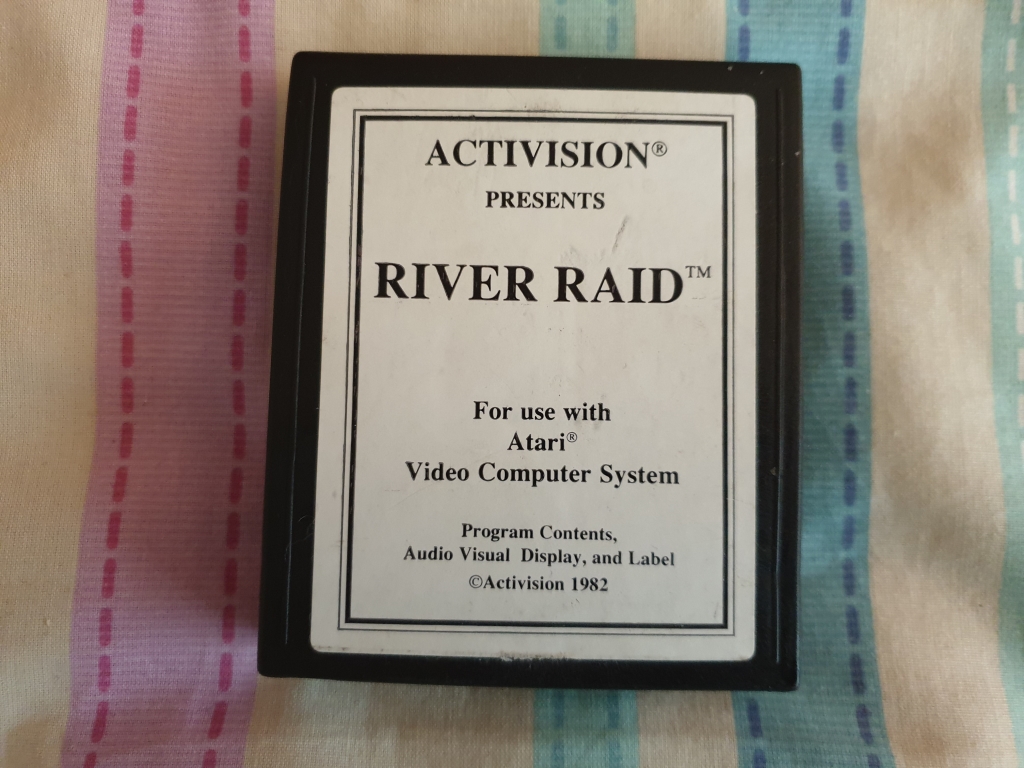 ACTIVISION®
PRESENTS
RIVER RAID™
For use with
Atari®
Video Computer System
Program Contents,
Audio Visual Display, and Label
©Activision 1982